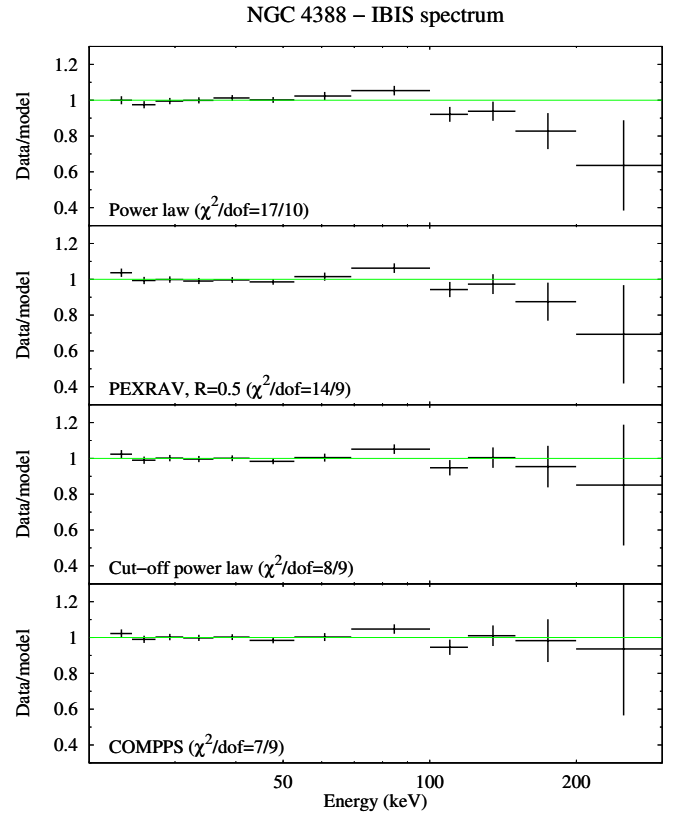 NGC 4388 − IBIS spectrum
1.2
1
0.8
0.6
0.4
Data/model
Power law (χ²/dof=17/10)
1.2
1
0.8
0.6
0.4
Data/model
PEXRAV, R=0.5 (χ²/dof=14/9)
1.2
1
0.8
0.6
0.4
Data/model
Cut−off power law (χ²/dof=8/9)
1.2
1
0.8
0.6
0.4
Data/model
COMPPS (χ²/dof=7/9)
50 100 200
Energy (keV)